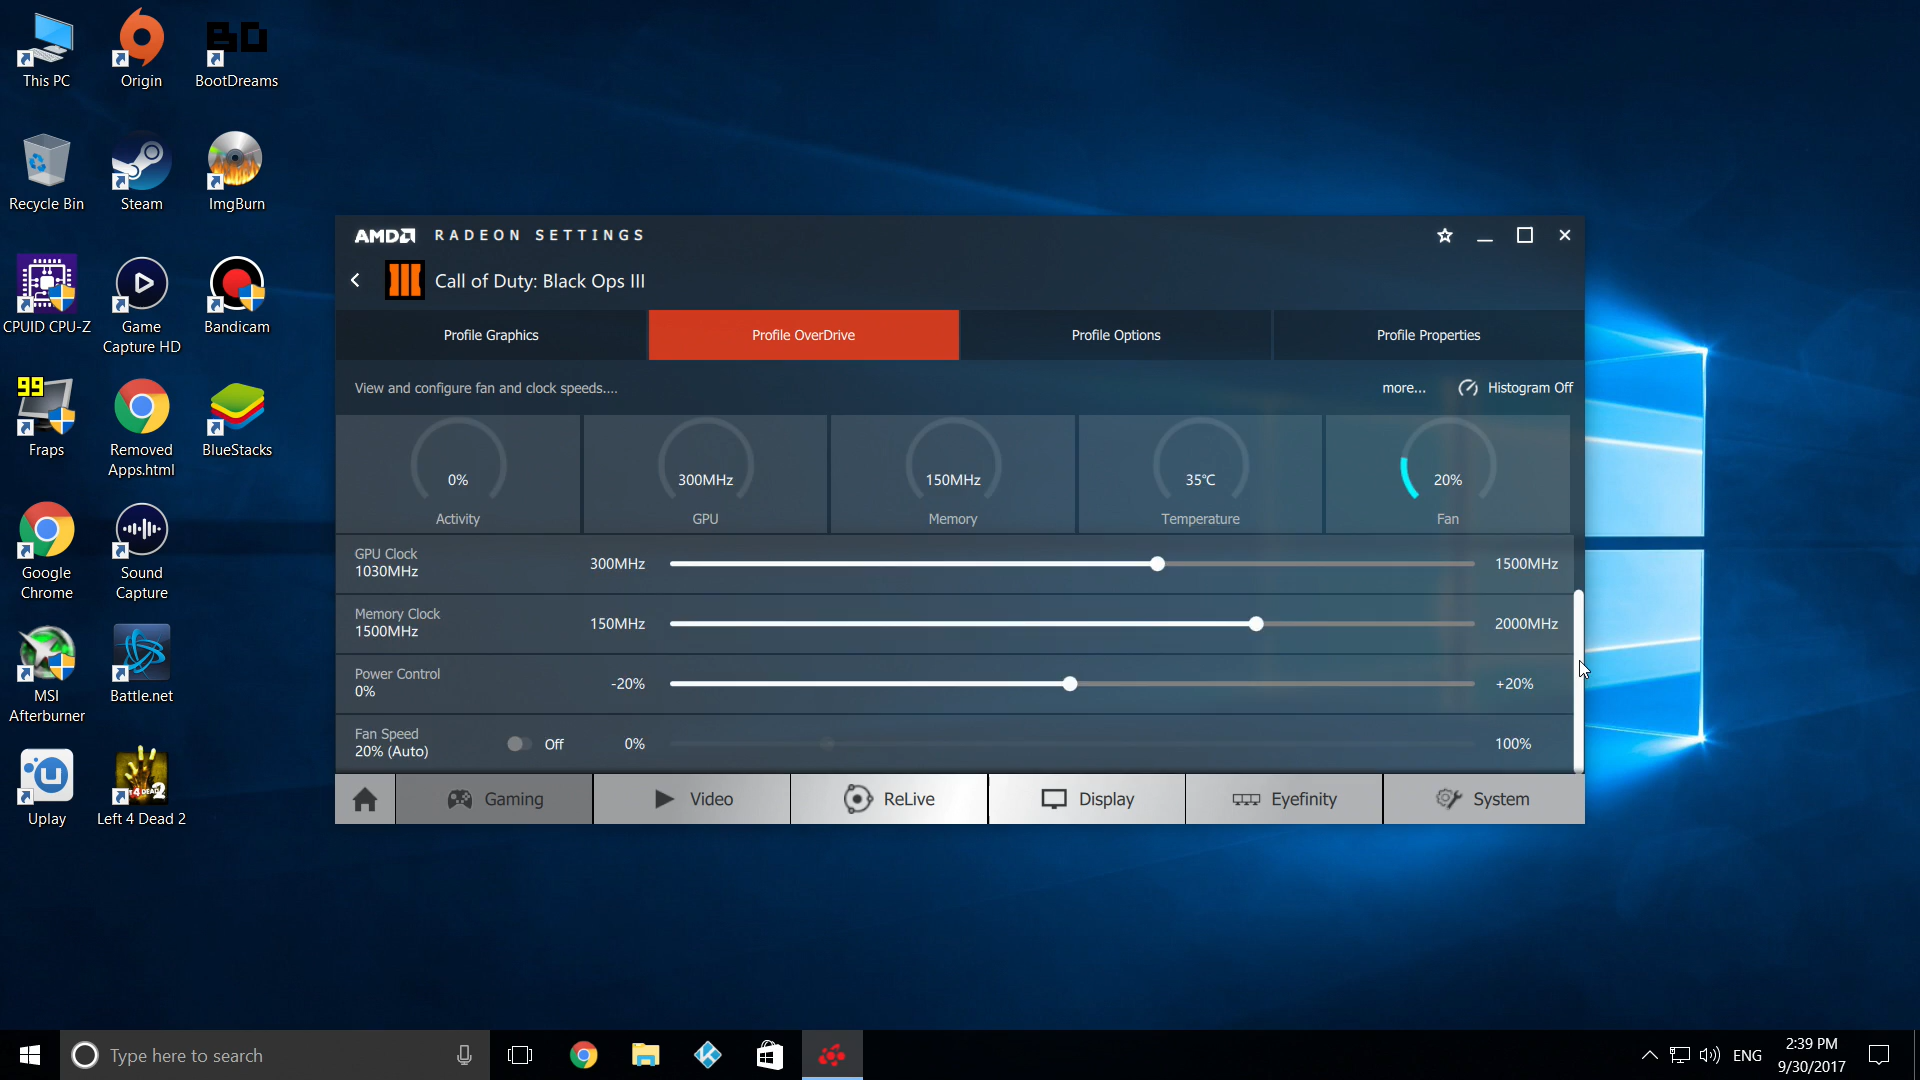 This PC
Origin
BootDreams
Recycle Bin
Steam
ImgBurn
CPUID CPU-Z
Game
Capture HD
Bandicam
99
Fraps
Removed
Apps.html
BlueStacks
Google
Chrome
Sound
Capture
MSI
Afterburner
Battle.net
Uplay
Left 4 Dead 2
AMD RADEON SETTINGS
Call of Duty: Black Ops III
Profile Graphics
Profile OverDrive
Profile Options
Profile Properties
View and configure fan and clock speeds....
more...
Histogram Off
0%
Activity
300MHz
GPU
150MHz
Memory
35°C
Temperature
20%
Fan
GPU Clock
1030MHz
300MHz
1500MHz
Memory Clock
1500MHz
150MHz
2000MHz
Power Control
0%
-20%
+20%
Fan Speed
20% (Auto)
Off
0%
100%
Gaming
Video
ReLive
Display
Eyefinity
System
Type here to search
ENG
2:39 PM
9/30/2017